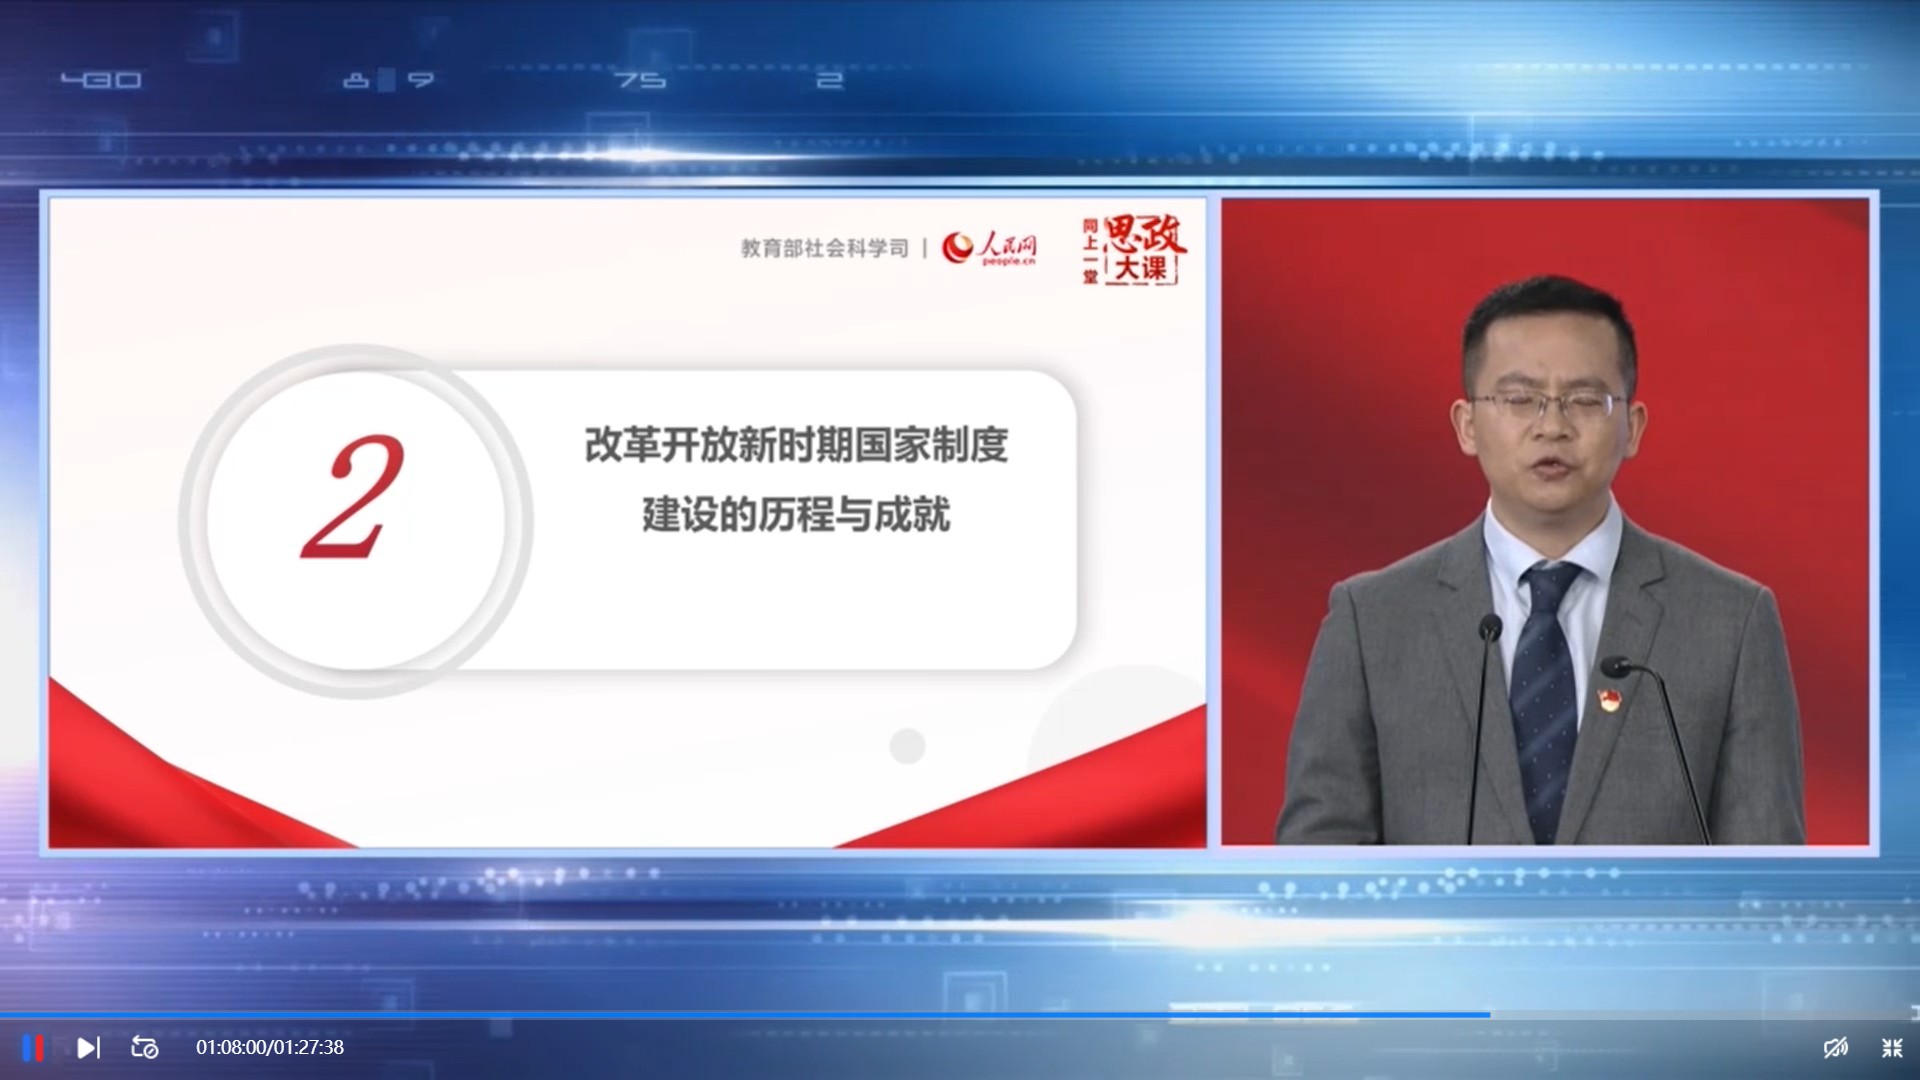 教育部社会科学司 | 人民网
people.cn
同上一堂
思政
大课
2
改革开放新时期国家制度
建设的历程与成就
75
2
01:08:00/01:27:38